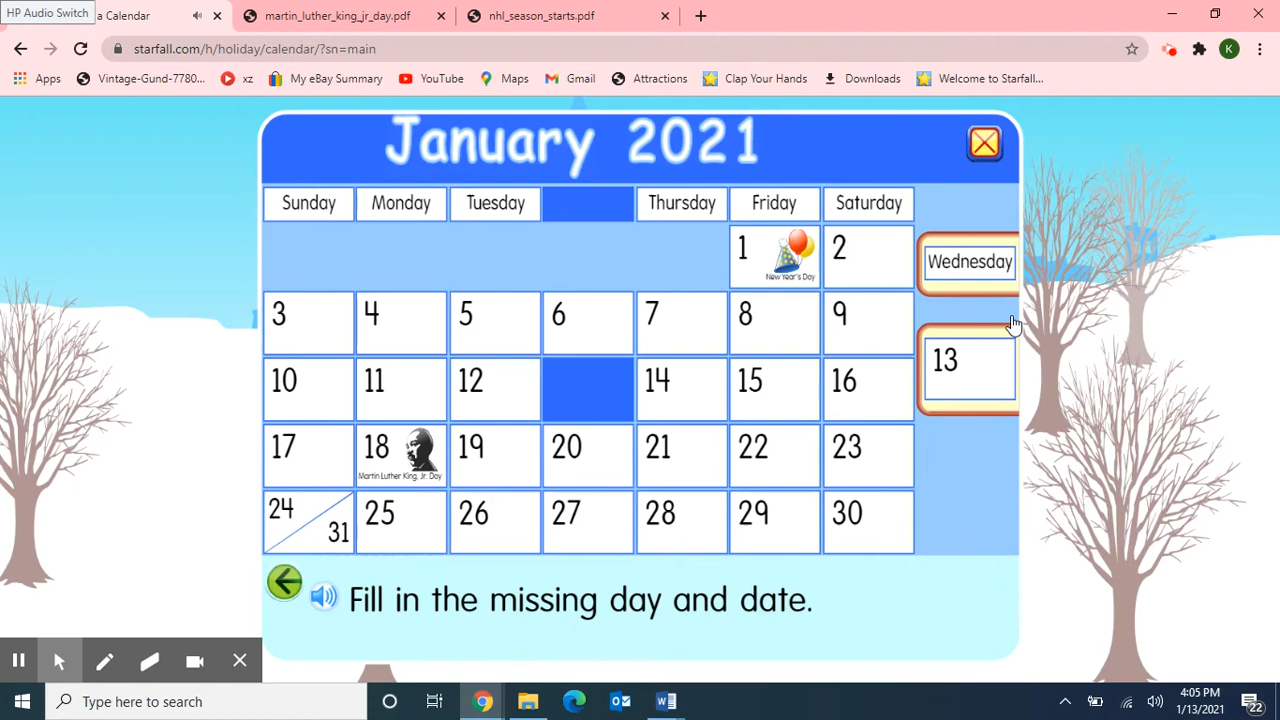 HP Audio Switch
a Calendar
martin_luther_king_jr_day.pdf
nhl_season_starts.pdf
starfall.com/h/holiday/calendar/?sn=main
K
Apps
Vintage-Gund-7780...
xz
My eBay Summary
YouTube
Maps
Gmail
Attractions
Clap Your Hands
Downloads
Welcome to Starfall...
January 2021
Sunday Monday Tuesday Thursday Friday Saturday
1 2
New Year's Day
Wednesday
3 4 5 6 7 8 9
13
10 11 12 14 15 16
17 18 19 20 21 22 23
Martin Luther King, Jr. Day
24 31 25 26 27 28 29 30
Fill in the missing day and date.
Type here to search
4:05 PM
1/13/2021
22